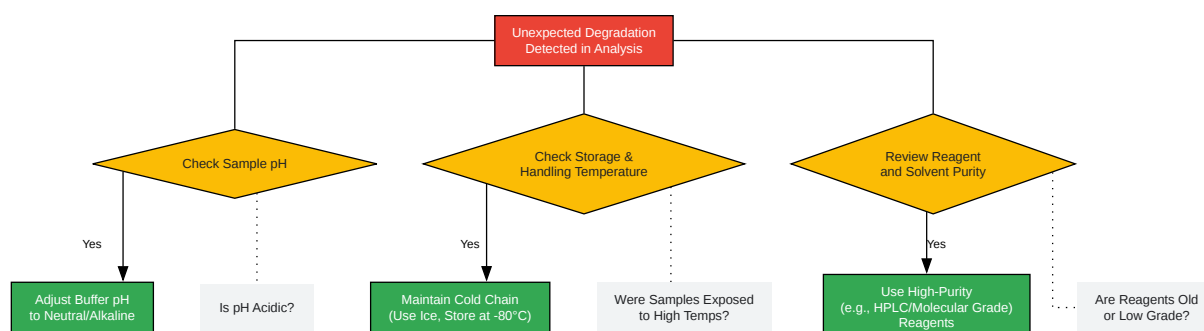 Unexpected Degradation
Detected in Analysis
Check Sample pH
Check Storage &
Handling Temperature
Review Reagent
and Solvent Purity
Yes
Yes
Yes
Adjust Buffer pH
to Neutral/Alkaline
Is pH Acidic?
Maintain Cold Chain
(Use Ice, Store at -80°C)
Were Samples Exposed
to High Temps?
Use High-Purity
(e.g., HPLC/Molecular Grade)
Reagents
Are Reagents Old
or Low Grade?